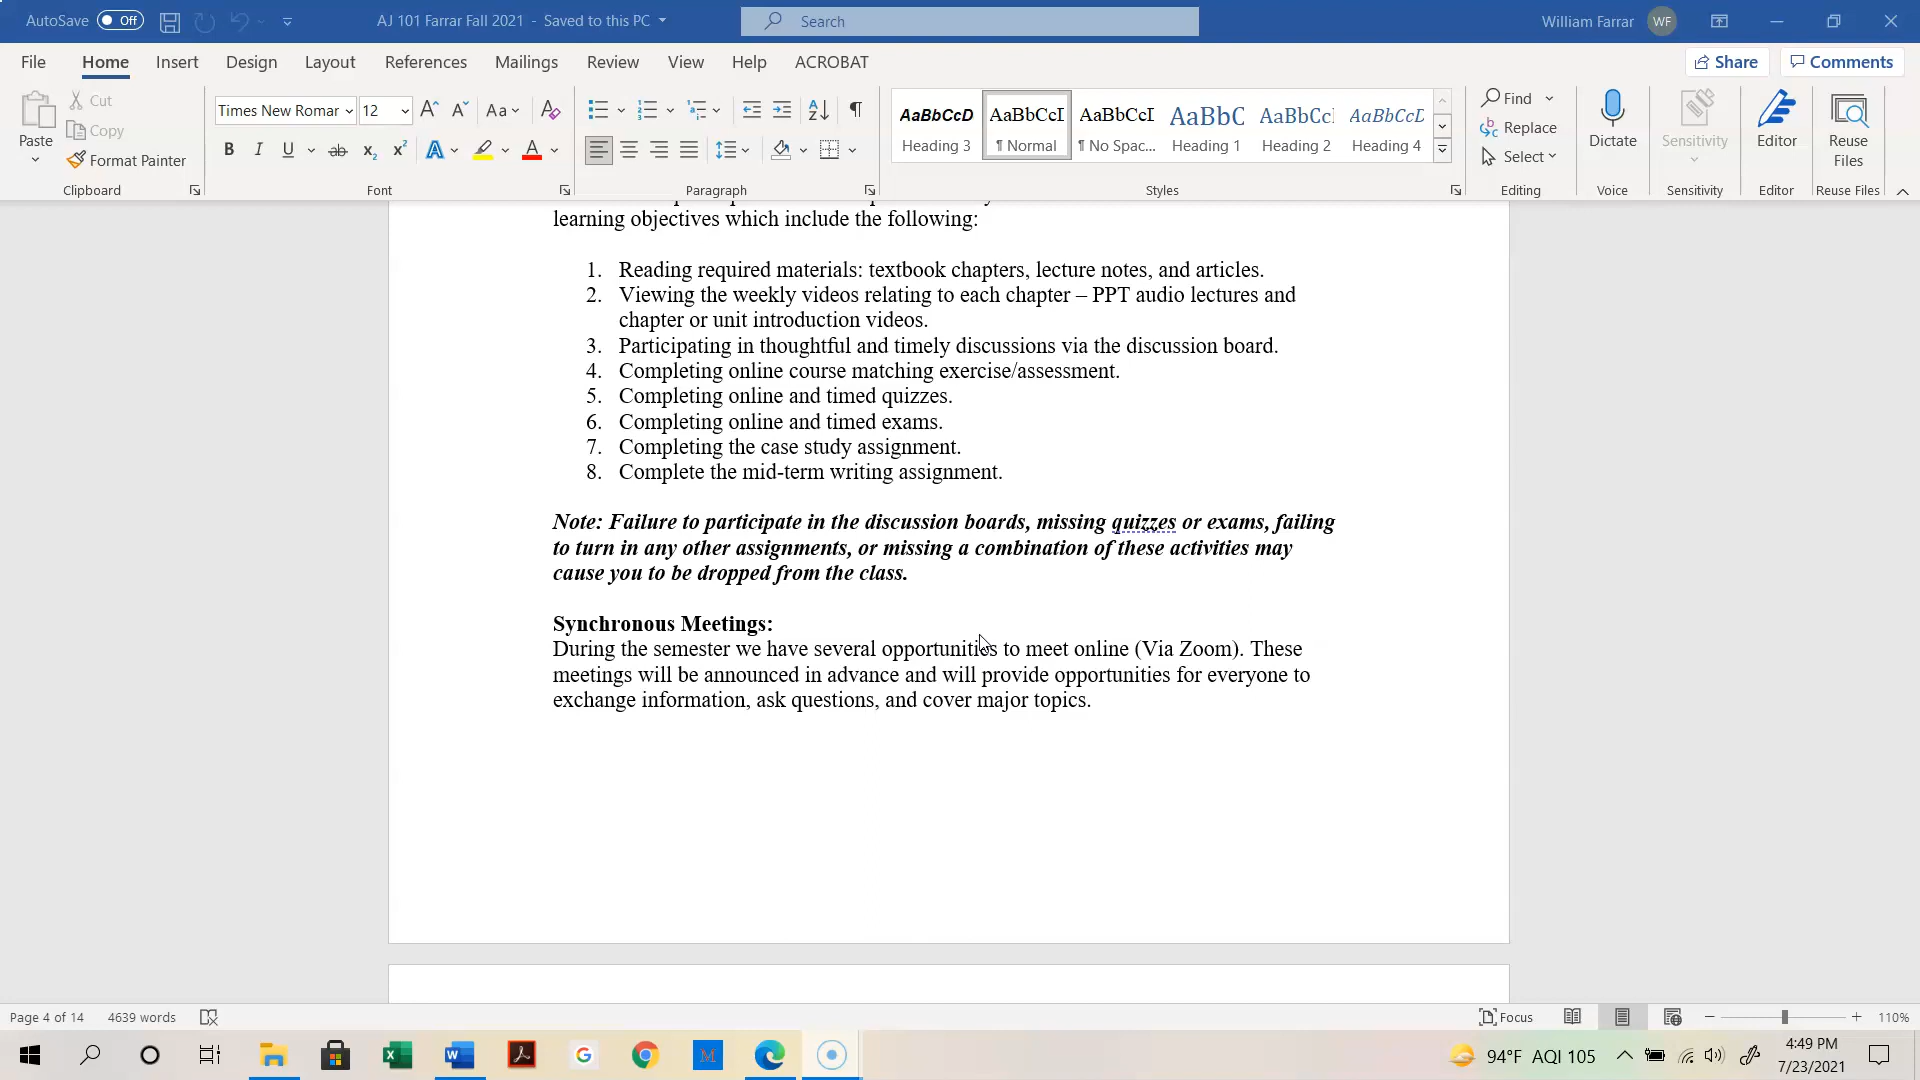 AutoSave Off AJ 101 Farrar Fall 2021 - Saved to this PC Search William Farrar WF
File Home Insert Design Layout References Mailings Review View Help ACROBAT Share Comments
Paste
Cut
Copy
Format Painter
Clipboard
Times New Romar 12
Font
Paragraph
AaBbCcD AaBbCcI AaBbCcI AaBbC AaBbCcI AaBbCcD
Heading 3 ¶ Normal ¶ No Spac... Heading 1 Heading 2 Heading 4
Styles
Find
Replace
Select
Editing
Dictate
Voice
Sensitivity
Sensitivity
Editor
Editor
Reuse
Files
Reuse Files
learning objectives which include the following:
1. Reading required materials: textbook chapters, lecture notes, and articles.
2. Viewing the weekly videos relating to each chapter – PPT audio lectures and
chapter or unit introduction videos.
3. Participating in thoughtful and timely discussions via the discussion board.
4. Completing online course matching exercise/assessment.
5. Completing online and timed quizzes.
6. Completing online and timed exams.
7. Completing the case study assignment.
8. Complete the mid-term writing assignment.
Note: Failure to participate in the discussion boards, missing quizzes or exams, failing
to turn in any other assignments, or missing a combination of these activities may
cause you to be dropped from the class.
Synchronous Meetings:
During the semester we have several opportunities to meet online (Via Zoom). These
meetings will be announced in advance and will provide opportunities for everyone to
exchange information, ask questions, and cover major topics.
Page 4 of 14 4639 words Focus 110%
94°F AQI 105 4:49 PM
7/23/2021